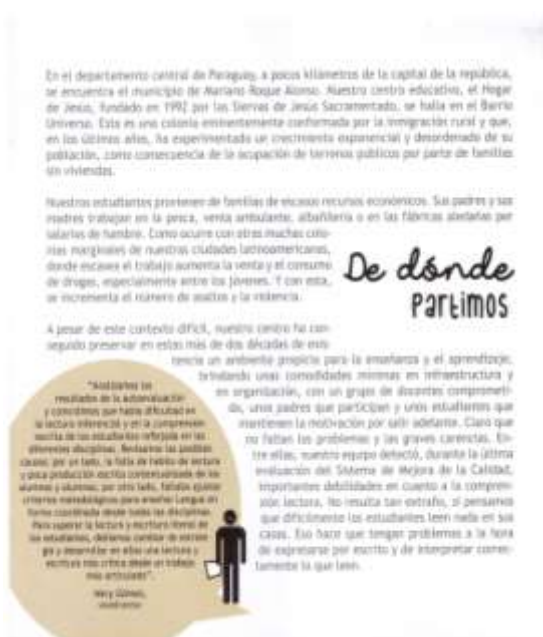 En el departamento central de Paraguay, a pocos kilómetros de la capital de la república,
se encuentra el municipio de Mariano Roque Alonso. Nuestro centro educativo, el Hogar
de Jesús, fundado en 1992 por las Siervas de Jesús Sacramentado, se halla en el Barrio
Universo. Esta es una colonia eminentemente conformada por la inmigración rural y que,
en los últimos años, ha experimentado un crecimiento exponencial y desordenado de su
población, como consecuencia de la ocupación de terrenos públicos por parte de familias
sin viviendas.
Nuestros estudiantes provienen de familias de escasos recursos económicos. Sus padres y sus
madres trabajan en la pesca, venta ambulante, albañilería o en las fábricas aledañas por
salarios de hambre. Como ocurre con otras muchas colo-
nias marginales de nuestras ciudades latinoamericanas,
donde escasea el trabajo aumenta la venta y el consumo
de drogas, especialmente entre los jóvenes. Y con esta,
se incrementa el número de asaltos y la violencia.
De dónde
Partimos
A pesar de este contexto difícil, nuestro centro ha con-
seguido preservar en estas más de dos décadas de exis-
tencia un ambiente propicio para la enseñanza y el aprendizaje,
brindando unas comodidades mínimas en infraestructura y
en organización, con un grupo de docentes comprometi-
do, unos padres que participan y unos estudiantes que
mantienen la motivación por salir adelante. Claro que
no faltan los problemas y las graves carencias. En-
tre ellas, nuestro equipo detectó, durante la última
evaluación del Sistema de Mejora de la Calidad,
importantes debilidades en cuanto a la compren-
sión lectora. No resulta tan extraño, si pensamos
que difícilmente los estudiantes leen nada en sus
casas. Eso hace que tengan problemas a la hora
de expresarse por escrito y de interpretar correc-
tamente lo que leen.
"Analizamos los
resultados de la autoevaluación
y coincidimos que había dificultad en
la lectura inferencial y en la comprensión
escrita de los estudiantes reflejada en las
diferentes disciplinas. Revisamos las posibles
causas: por un lado, la falta de hábito de lectura
y poca producción escrita contextualizada de los
alumnos y alumnas; por otro lado, faltaba ajustar
criterios metodológicos para enseñar Lengua en
forma coordinada desde todas las disciplinas.
Para superar la lectura y escritura literal de
los estudiantes, debíamos cambiar de estrate-
gia y desarrollar en ellos una lectura y
escritura más crítica desde un trabajo
más articulado".
Mery Gómez,